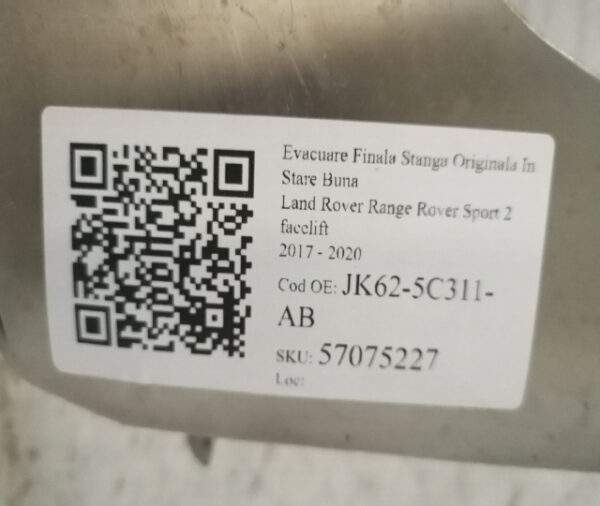 Evacuare Finala Stanga Originala In
Stare Buna
Land Rover Range Rover Sport 2
facelift
2017 - 2020
Cod OE: JK62-5C311-
AB
SKU: 57075227
Loc: